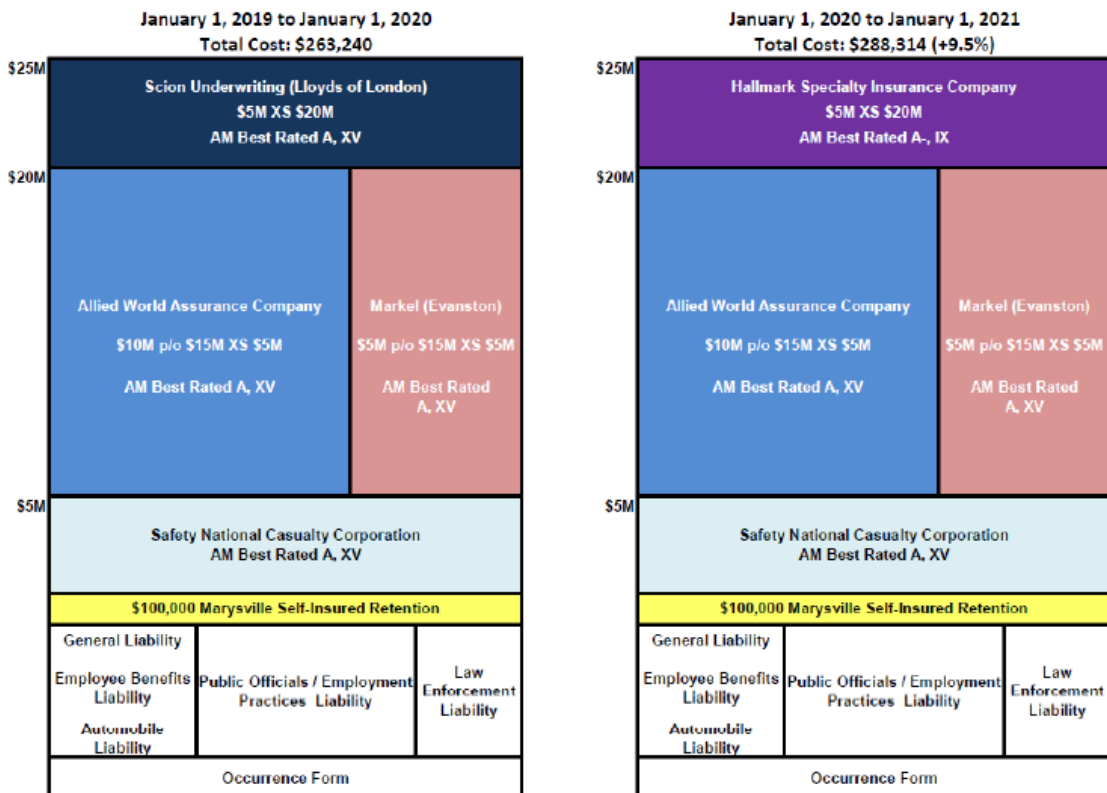 January 1, 2019 to January 1, 2020
Total Cost: $263,240
$25M
Scion Underwriting (Lloyds of London)
$5M XS $20M
AM Best Rated A, XV
$20M
Allied World Assurance Company
$10M p/o $15M XS $5M
AM Best Rated A, XV
Markel (Evanston)
$5M p/o $15M XS $5M
AM Best Rated
A, XV
$5M
Safety National Casualty Corporation
AM Best Rated A, XV
$100,000 Marysville Self-Insured Retention
General Liability
Employee Benefits
Liability
Automobile
Liability
Public Officials / Employment
Practices Liability
Law
Enforcement
Liability
Occurrence Form
January 1, 2020 to January 1, 2021
Total Cost: $288,314 (+9.5%)
$25M
Hallmark Specialty Insurance Company
$5M XS $20M
AM Best Rated A-, IX
$20M
Allied World Assurance Company
$10M p/o $15M XS $5M
AM Best Rated A, XV
Markel (Evanston)
$5M p/o $15M XS $5M
AM Best Rated
A, XV
$5M
Safety National Casualty Corporation
AM Best Rated A, XV
$100,000 Marysville Self-Insured Retention
General Liability
Employee Benefits
Liability
Automobile
Liability
Public Officials / Employment
Practices Liability
Law
Enforcement
Liability
Occurrence Form